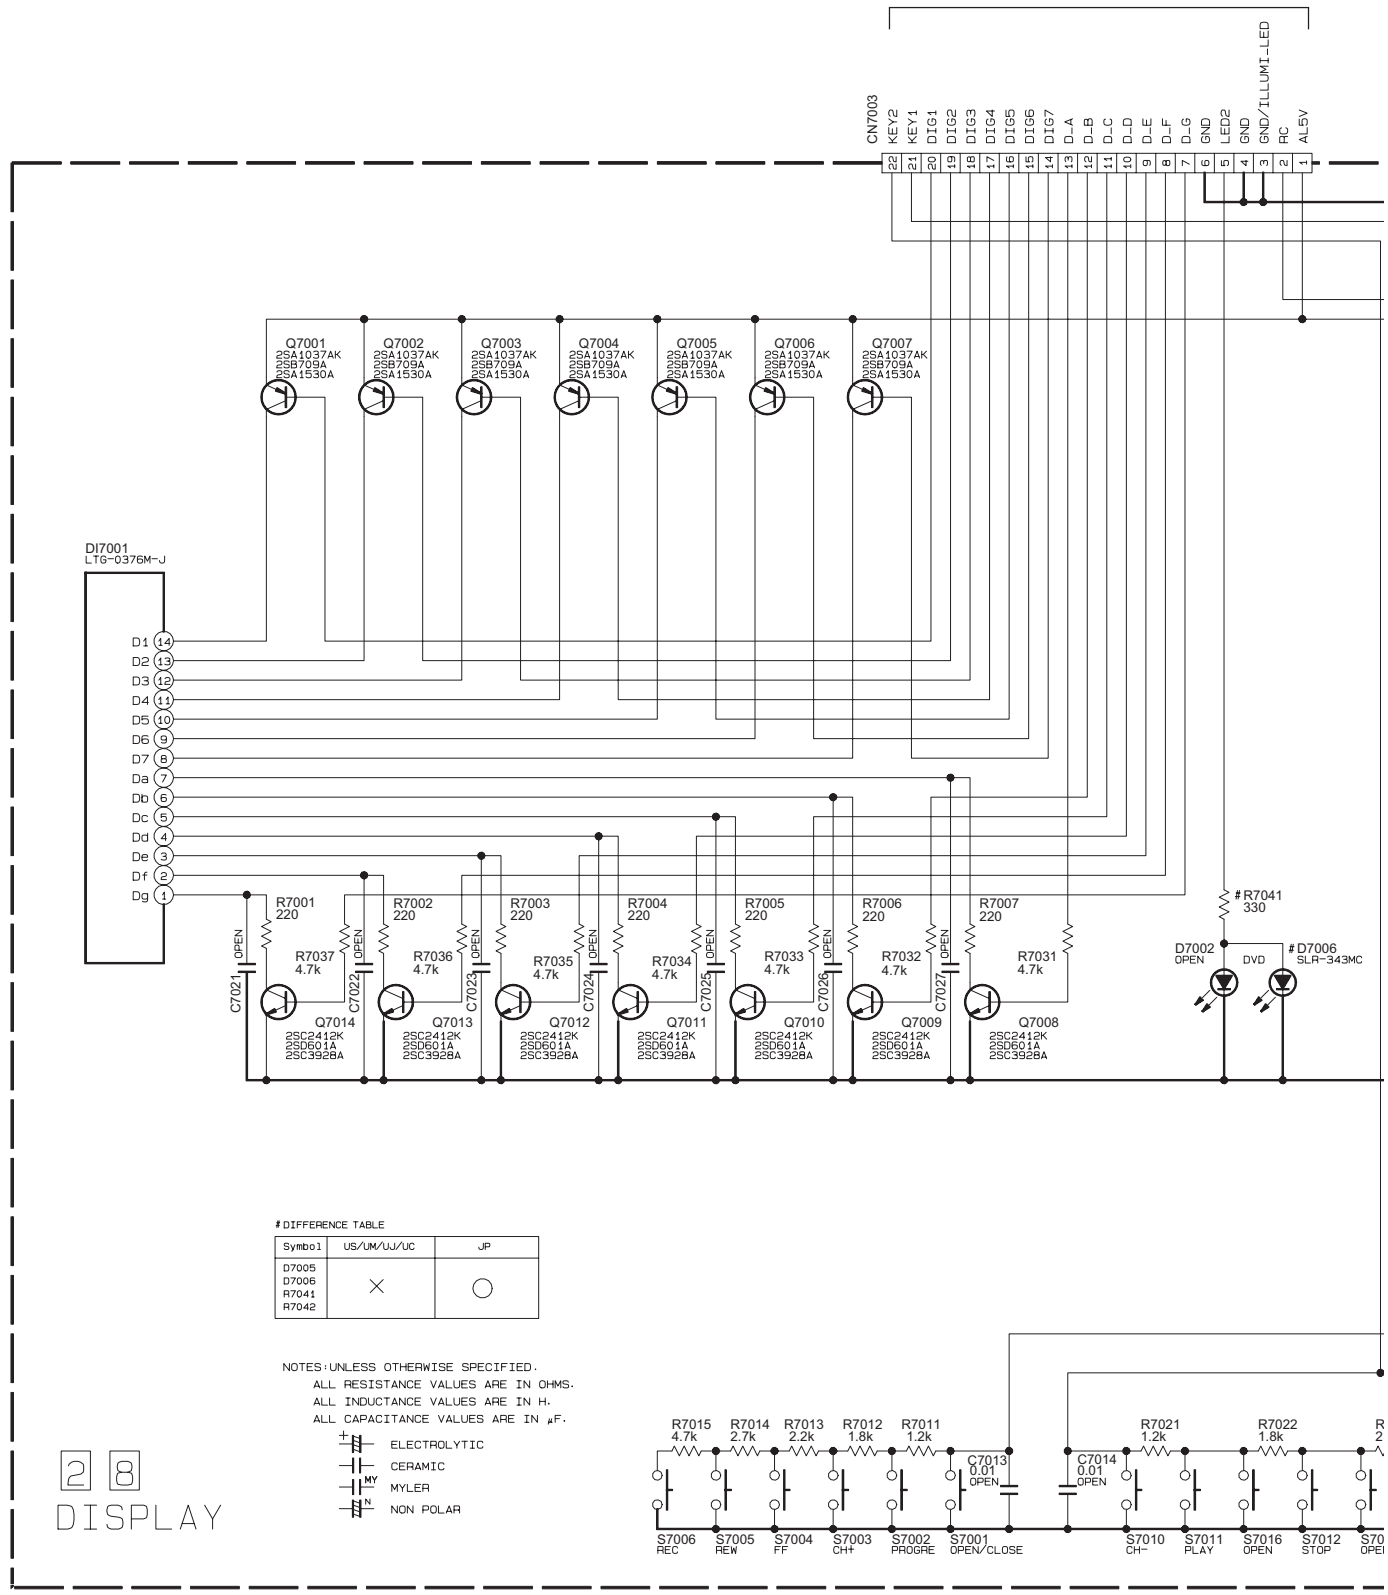 CN7003
KEY2
KEY1
DIG1
DIG2
DIG3
DIG4
DIG5
DIG6
DIG7
D_A
D_B
D_C
D_D
D_E
D_F
D_G
GND
LED2
GND
GND/ILLUMI_LED
RC
AL5V
22 21 20 19 18 17 16 15 14 13 12 11 10 9 8 7 6 5 4 3 2 1
Q7001
2SA1037AK
2SB709A
2SA1530A
Q7002
2SA1037AK
2SB709A
2SA1530A
Q7003
2SA1037AK
2SB709A
2SA1530A
Q7004
2SA1037AK
2SB709A
2SA1530A
Q7005
2SA1037AK
2SB709A
2SA1530A
Q7006
2SA1037AK
2SB709A
2SA1530A
Q7007
2SA1037AK
2SB709A
2SA1530A
DI7001
LTG-0376M-J
D1 14
D2 13
D3 12
D4 11
D5 10
D6 9
D7 8
Da 7
Db 6
Dc 5
Dd 4
De 3
Df 2
Dg 1
R7001
220
R7002
220
R7003
220
R7004
220
R7005
220
R7006
220
R7007
220
#R7041
330
C7021 OPEN
R7037
4.7k
C7022 OPEN
R7036
4.7k
C7023 OPEN
R7035
4.7k
C7024 OPEN
R7034
4.7k
C7025 OPEN
R7033
4.7k
C7026 OPEN
R7032
4.7k
C7027 OPEN
R7031
4.7k
D7002
OPEN
DVD
#D7006
SLR-343MC
Q7014
2SC2412K
2SD601A
2SC3928A
Q7013
2SC2412K
2SD601A
2SC3928A
Q7012
2SC2412K
2SD601A
2SC3928A
Q7011
2SC2412K
2SD601A
2SC3928A
Q7010
2SC2412K
2SD601A
2SC3928A
Q7009
2SC2412K
2SD601A
2SC3928A
Q7008
2SC2412K
2SD601A
2SC3928A
#DIFFERENCE TABLE
Symbol US/UM/UJ/UC JP
D7005
D7006
R7041
R7042
NOTES:UNLESS OTHERWISE SPECIFIED.
ALL RESISTANCE VALUES ARE IN OHMS.
ALL INDUCTANCE VALUES ARE IN H.
ALL CAPACITANCE VALUES ARE IN µF.
+ ELECTROLYTIC
CERAMIC
MY MYLER
N NON POLAR
2 8
DISPLAY
R7015
4.7k
R7014
2.7k
R7013
2.2k
R7012
1.8k
R7011
1.2k
C7013
0.01
OPEN
C7014
0.01
OPEN
R7021
1.2k
R7022
1.8k
R
2
S7006
REC
S7005
REW
S7004
FF
S7003
CH+
S7002
PROGRE
S7001
OPEN/CLOSE
S7010
CH-
S7011
PLAY
S7016
OPEN
S7012
STOP
S70
OPE